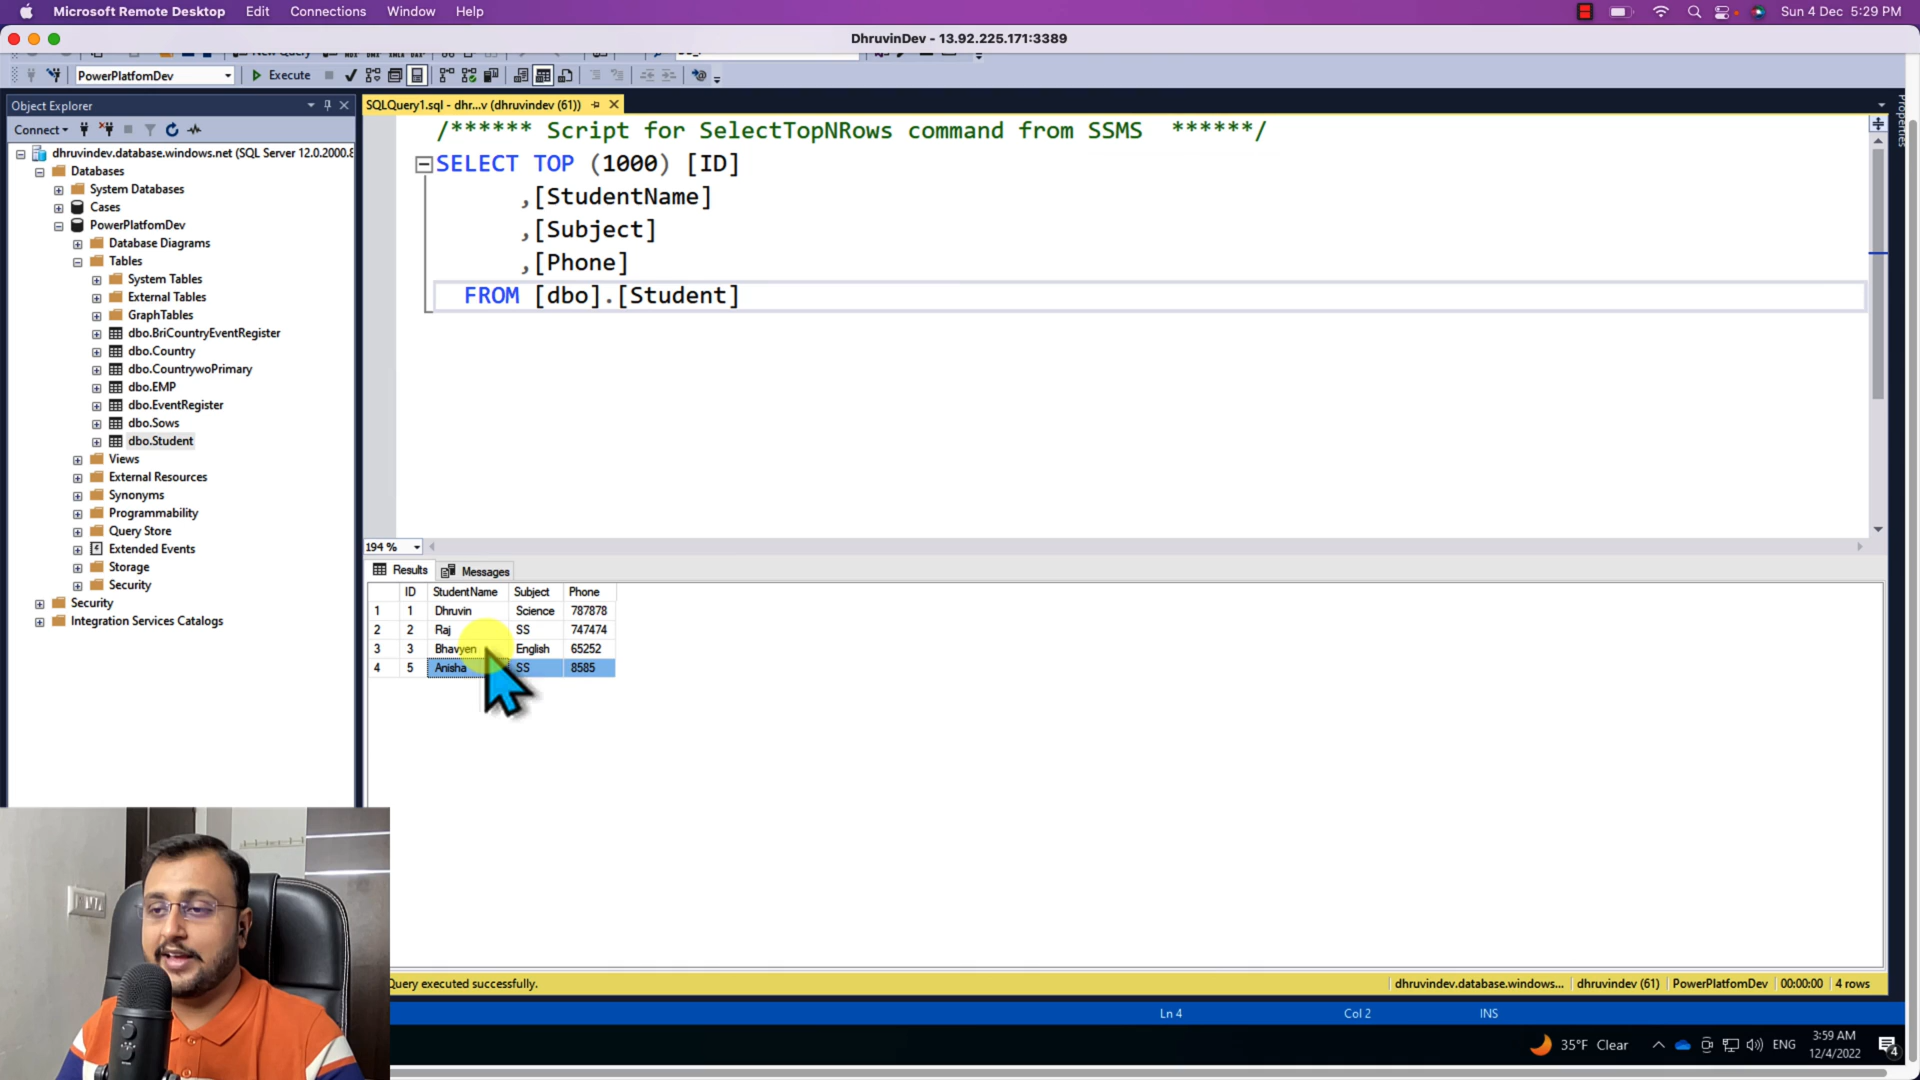 Microsoft Remote Desktop Edit Connections Window Help
Sun 4 Dec 5:29 PM
DhruvinDev - 13.92.225.171:3389
PowerPlatfomDev
Execute
Object Explorer
SQLQuery1.sql - dhr...v (dhruvindev (61))
Properties
Connect
dhruvindev.database.windows.net (SQL Server 12.0.2000.8
Databases
System Databases
Cases
PowerPlatfomDev
Database Diagrams
Tables
System Tables
External Tables
GraphTables
dbo.BriCountryEventRegister
dbo.Country
dbo.CountrywoPrimary
dbo.EMP
dbo.EventRegister
dbo.Sows
dbo.Student
Views
External Resources
Synonyms
Programmability
Query Store
Extended Events
Storage
Security
Security
Integration Services Catalogs
/****** Script for SelectTopNRows command from SSMS ******/
SELECT TOP (1000) [ID]
,[StudentName]
,[Subject]
,[Phone]
FROM [dbo].[Student]
194 %
Results Messages
ID StudentName Subject Phone
1 1 Dhruvin Science 787878
2 2 Raj SS 747474
3 3 Bhavyen English 65252
4 5 Anisha SS 8585
Query executed successfully.
dhruvindev.database.windows... dhruvindev (61) PowerPlatfomDev 00:00:00 4 rows
Ln 4 Col 2 INS
35°F Clear
ENG
3:59 AM
12/4/2022
4